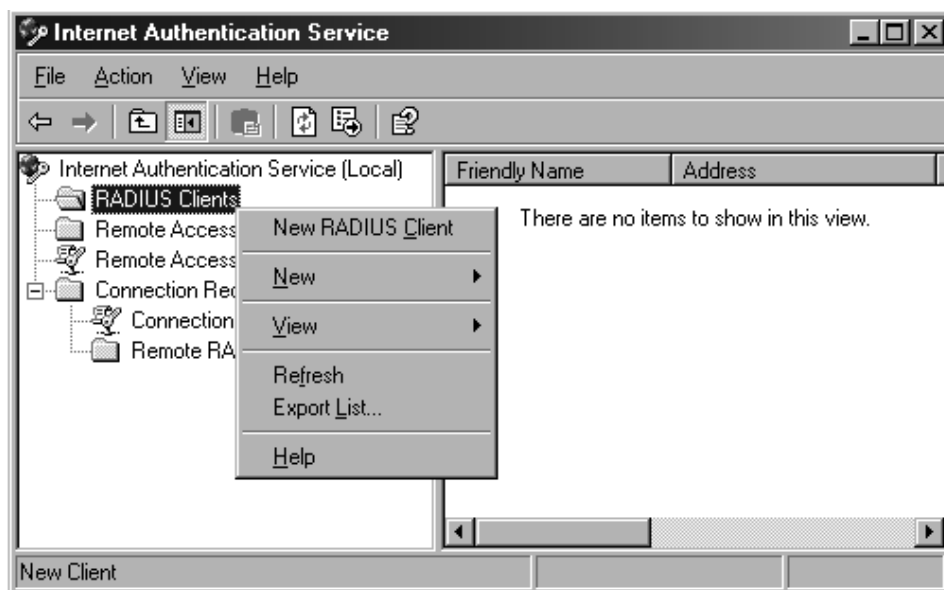 Internet Authentication Service
File Action View Help
Internet Authentication Service (Local)
RADIUS Clients
Remote Access
Remote Access
Connection Req
Connection
Remote RA
New RADIUS Client
New
View
Refresh
Export List...
Help
Friendly Name Address
There are no items to show in this view.
New Client